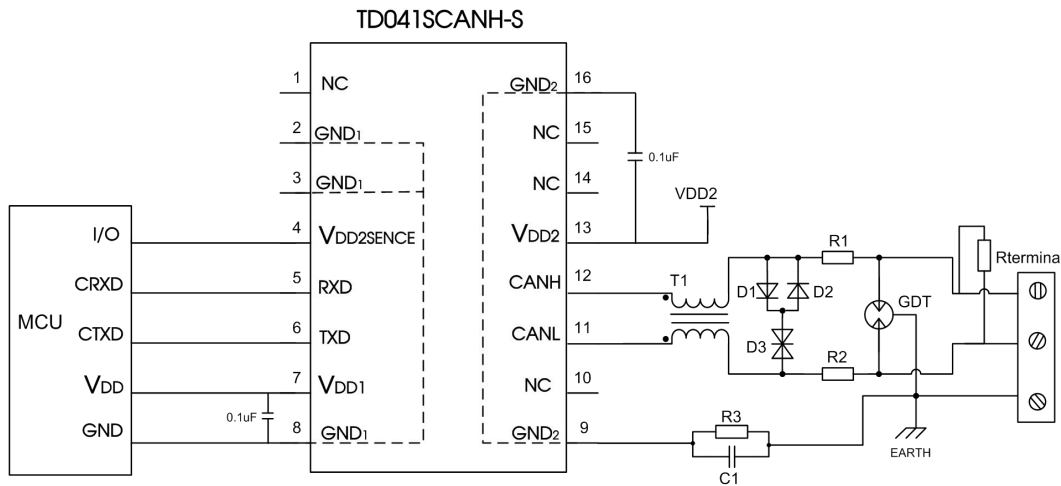 TD041SCANH-S
1 NC
2 GND1
3 GND1
4 VDD2SENCE
5 RXD
6 TXD
7 VDD1
8 GND1
GND2 16
NC 15
NC 14
VDD2 13
CANH 12
CANL 11
NC 10
GND2 9
MCU
I/O
CRXD
CTXD
VDD
GND
0.1uF
0.1uF
VDD2
T1
D1
D2
D3
R1
R2
GDT
Rtermina
R3
C1
EARTH